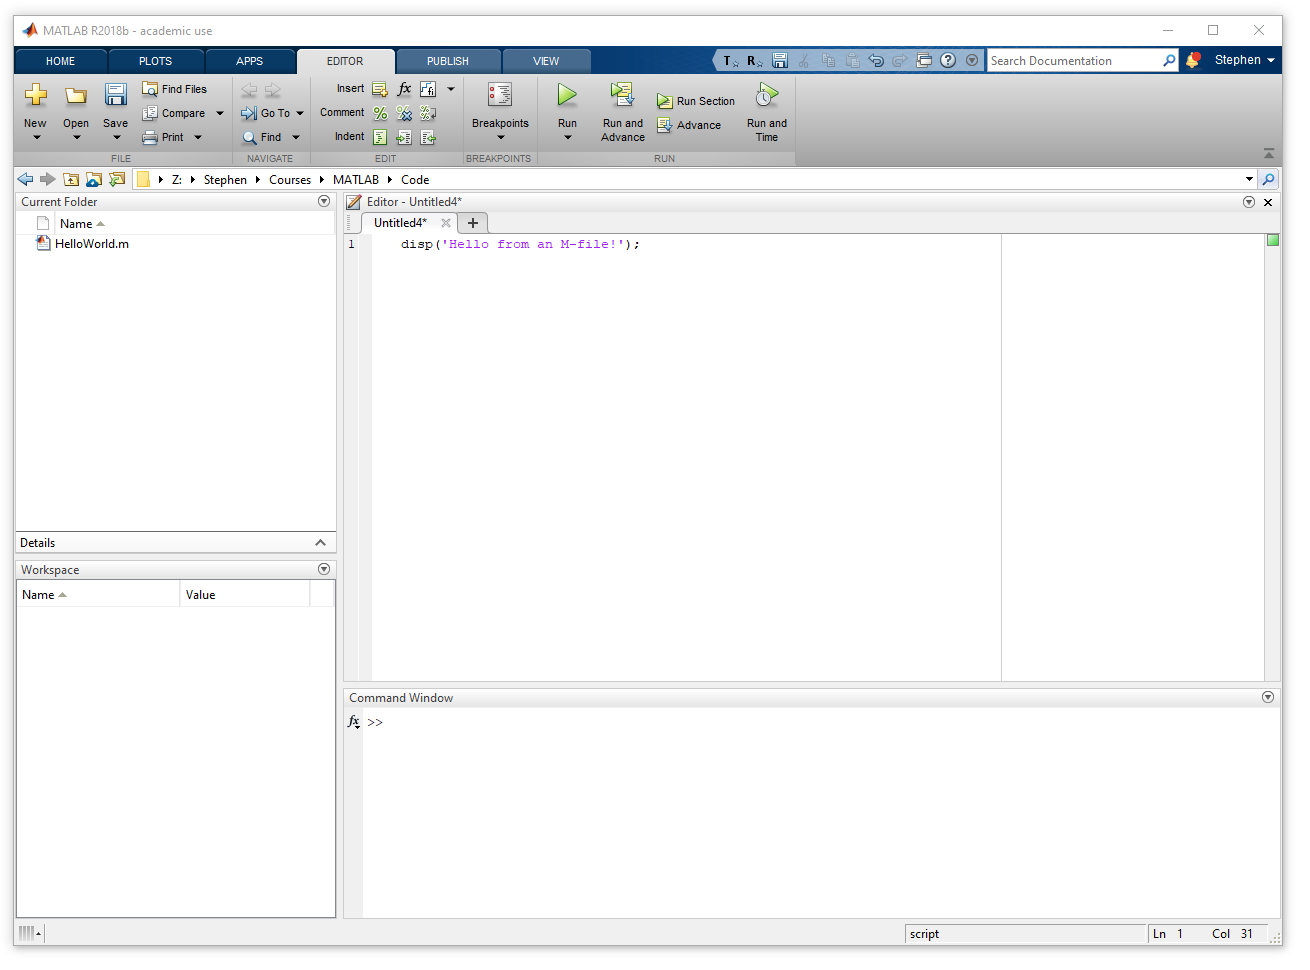 MATLAB R2018b - academic use
HOME PLOTS APPS EDITOR PUBLISH VIEW Search Documentation Stephen
New Open Save Find Files Compare Print
FILE
Go To Find
NAVIGATE
Insert fx
Comment
Indent
EDIT
Breakpoints
BREAKPOINTS
Run Run and Advance Run Section Advance Run and Time
RUN
Z: Stephen Courses MATLAB Code
Current Folder
Name
HelloWorld.m
Details
Workspace
Name Value
Editor - Untitled4*
Untitled4* +
1 disp('Hello from an M-file!');
Command Window
fx >>
script Ln 1 Col 31